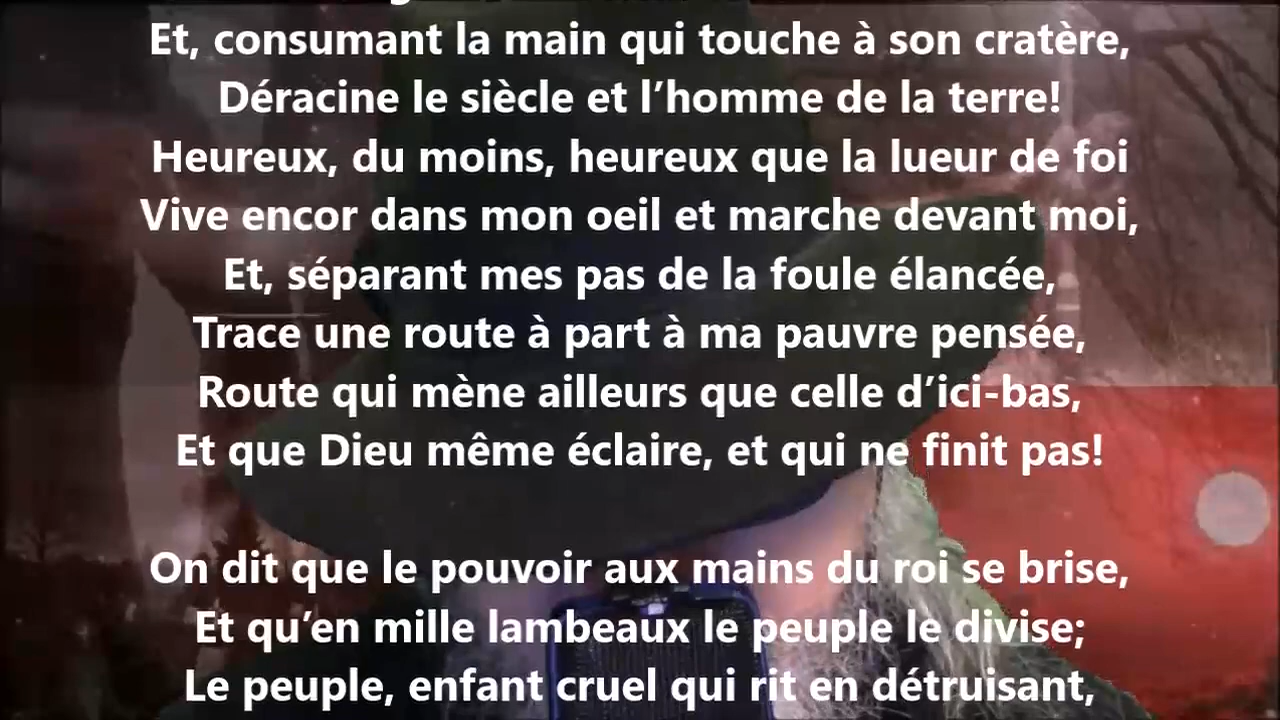 Et, consumant la main qui touche à son cratère,
Déracine le siècle et l’homme de la terre!
Heureux, du moins, heureux que la lueur de foi
Vive encor dans mon oeil et marche devant moi,
Et, séparant mes pas de la foule élancée,
Trace une route à part à ma pauvre pensée,
Route qui mène ailleurs que celle d’ici-bas,
Et que Dieu même éclaire, et qui ne finit pas!
On dit que le pouvoir aux mains du roi se brise,
Et qu’en mille lambeaux le peuple le divise;
Le peuple, enfant cruel qui rit en détruisant,